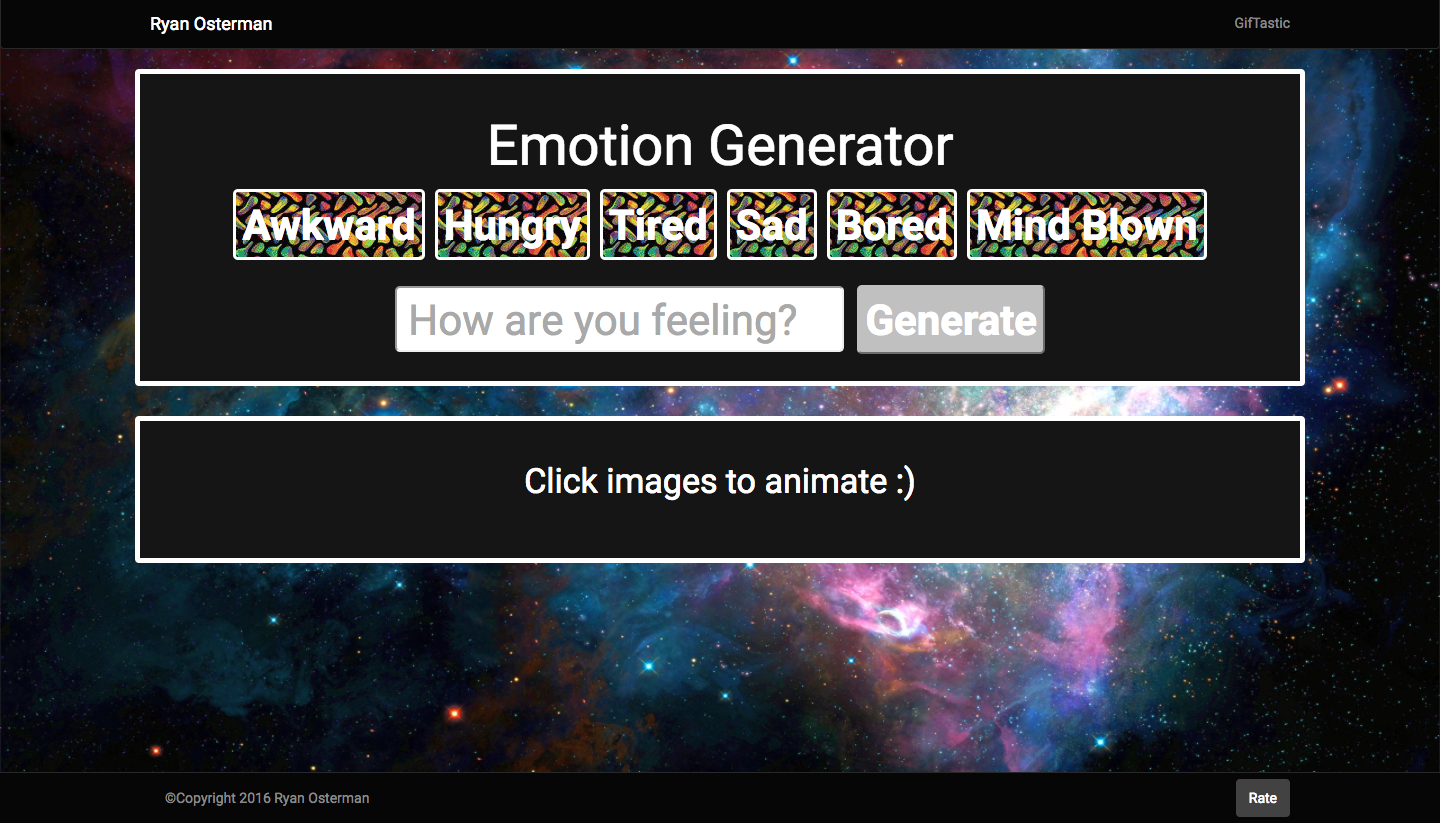 Ryan Osterman GifTastic
Emotion Generator
Awkward Hungry Tired Sad Bored Mind Blown
How are you feeling? Generate
Click images to animate :)
©Copyright 2016 Ryan Osterman Rate